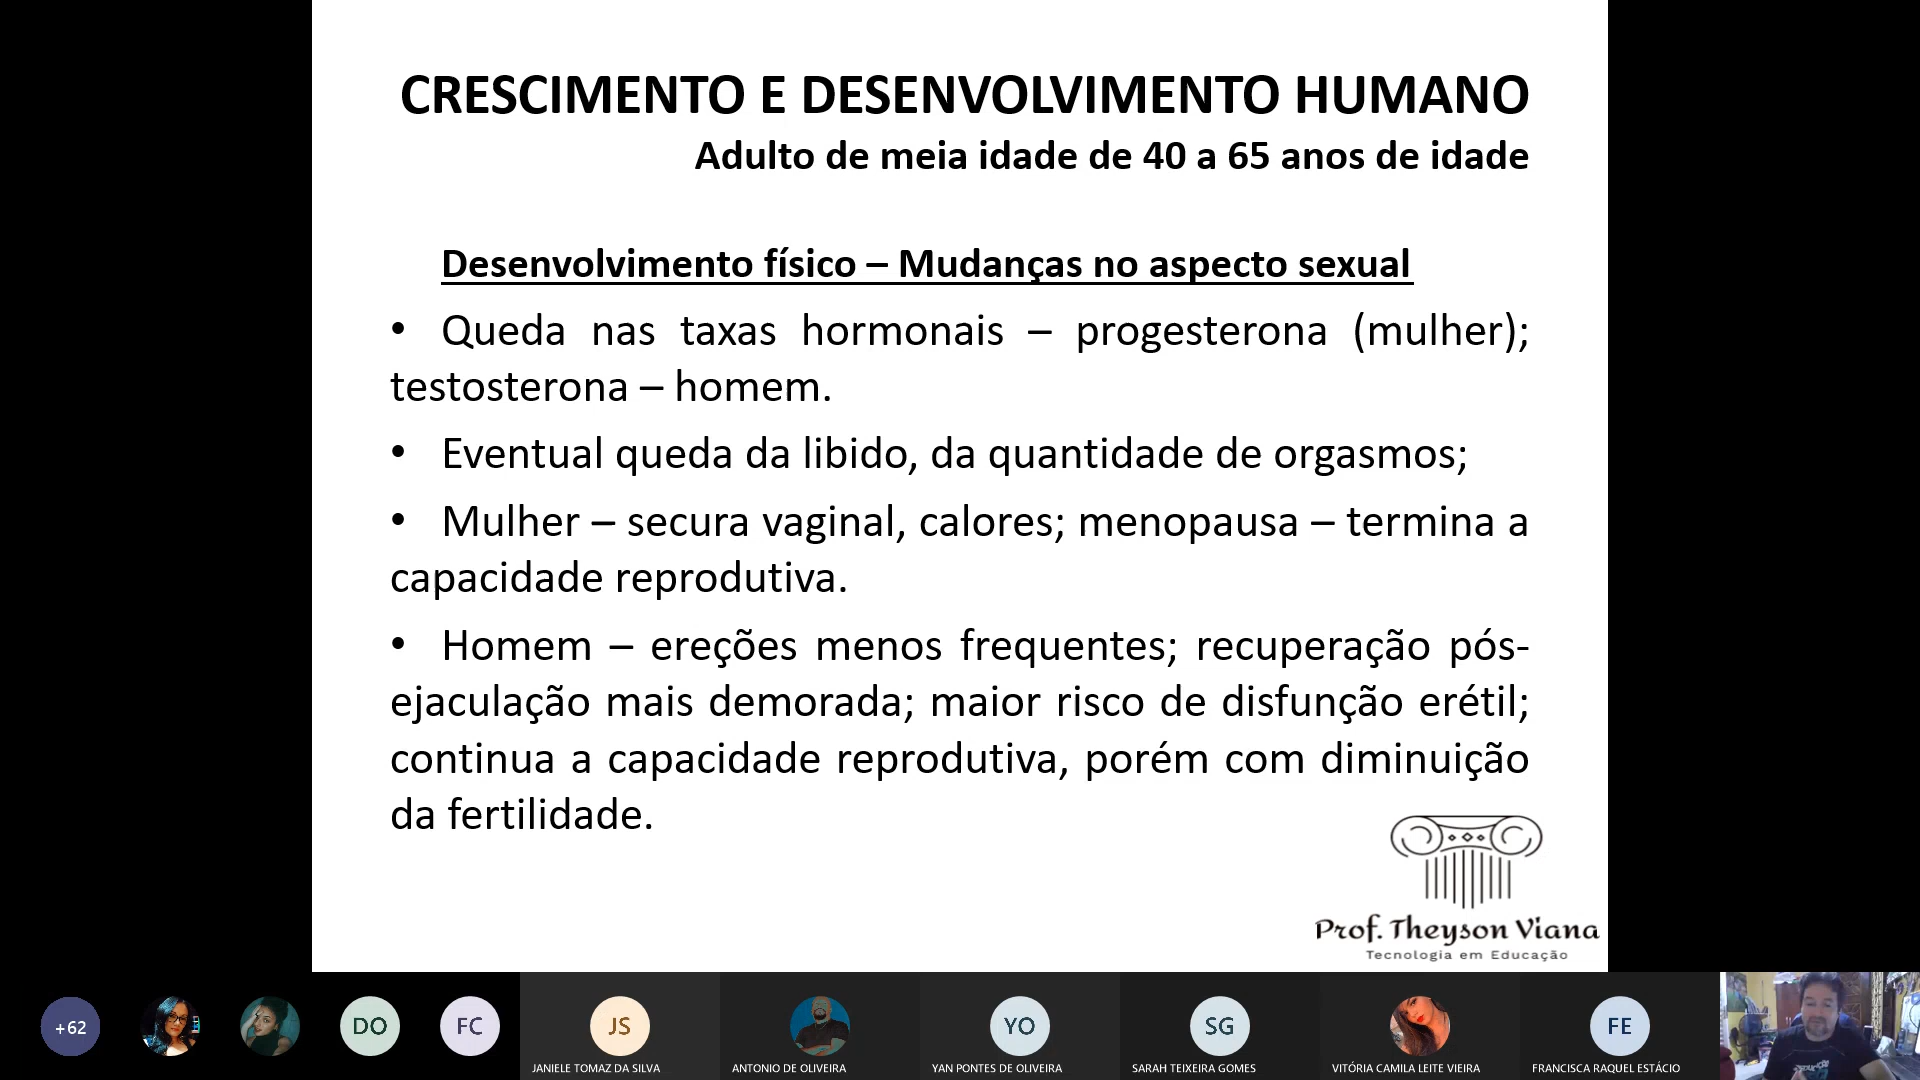 CRESCIMENTO E DESENVOLVIMENTO HUMANO
Adulto de meia idade de 40 a 65 anos de idade
Desenvolvimento físico – Mudanças no aspecto sexual
• Queda nas taxas hormonais – progesterona (mulher);
testosterona – homem.
• Eventual queda da libido, da quantidade de orgasmos;
• Mulher – secura vaginal, calores; menopausa – termina a
capacidade reprodutiva.
• Homem – ereções menos frequentes; recuperação pós-
ejaculação mais demorada; maior risco de disfunção erétil;
continua a capacidade reprodutiva, porém com diminuição
da fertilidade.
Prof. Theyson Viana
Tecnologia em Educação
+62
DO
FC
JS
JANIELE TOMAZ DA SILVA
ANTONIO DE OLIVEIRA
YO
YAN PONTES DE OLIVEIRA
SG
SARAH TEIXEIRA GOMES
VITÓRIA CAMILA LEITE VIEIRA
FE
FRANCISCA RAQUEL ESTÁCIO